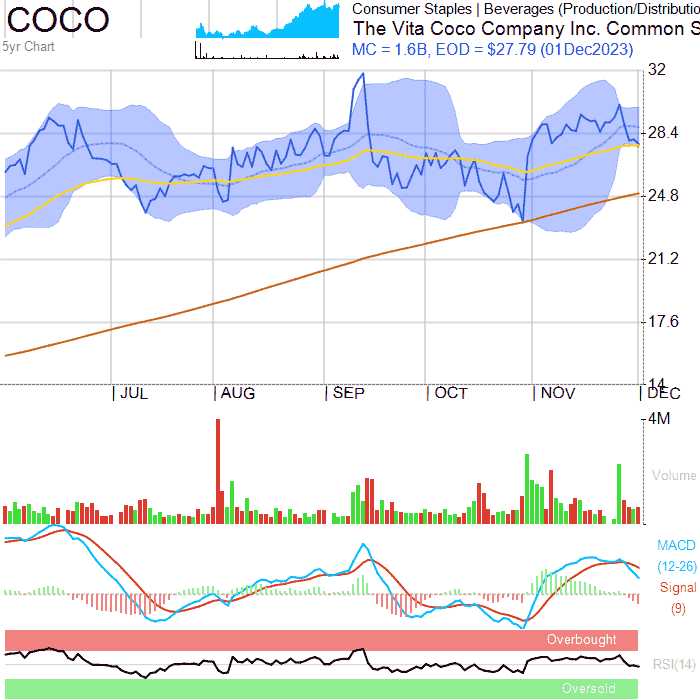 COCO
5yr Chart
Consumer Staples | Beverages (Production/Distributio
The Vita Coco Company Inc. Common S
MC = 1.6B, EOD = $27.79 (01Dec2023)
32
28.4
24.8
21.2
17.6
14
JUL AUG SEP OCT NOV DEC
4M
Volume
MACD
(12-26)
Signal
(9)
Overbought
RSI(14)
Oversold